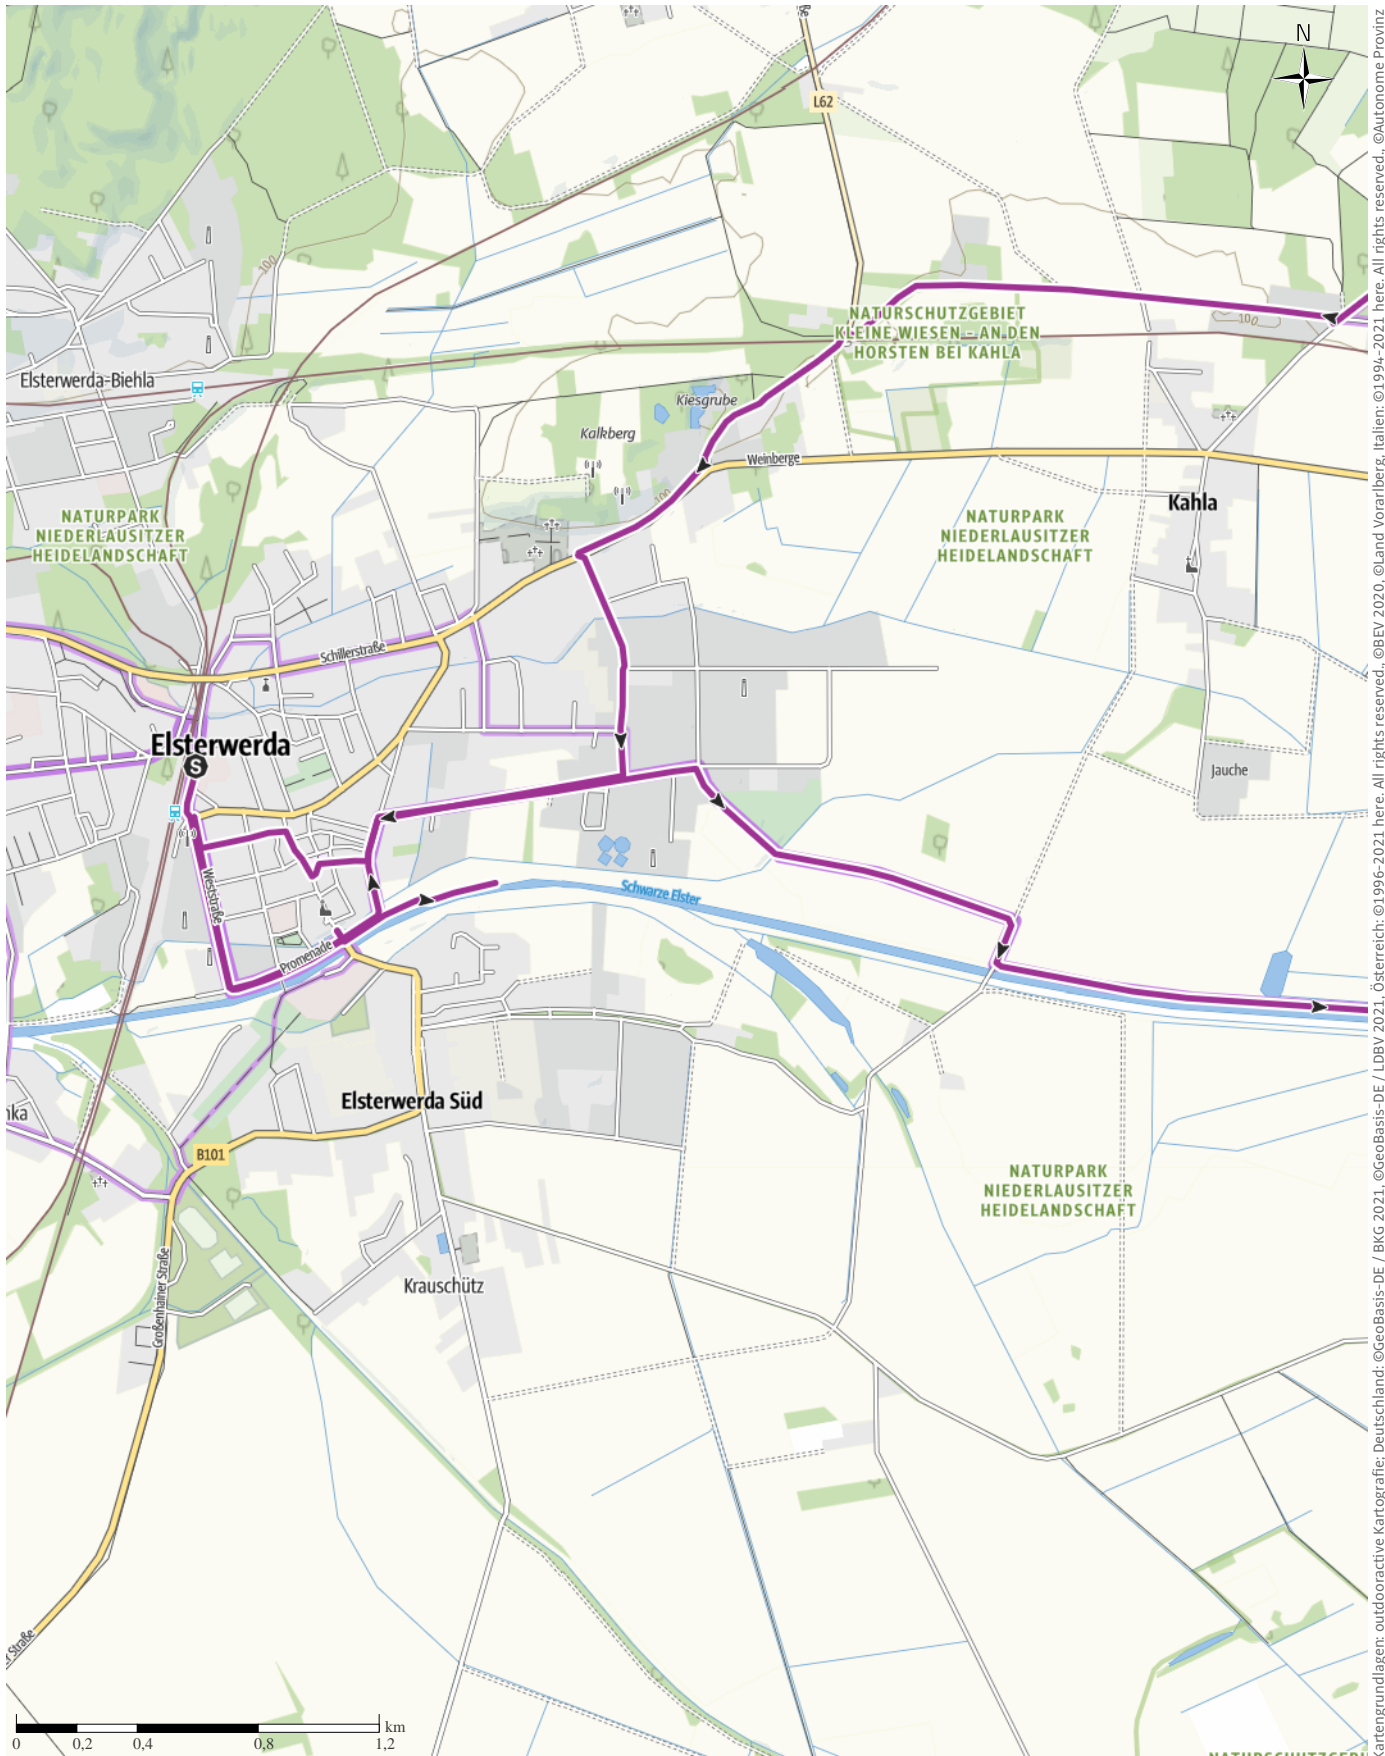 N
L62
100
NATURSCHUTZGEBIET
KLEINE WIESEN - AN DEN
HORSTEN BEI KAHLA
100
Elsterwerda-Biehla
Kiesgrube
Kalkberg
Weinberge
100
Kahla
NATURPARK
NIEDERLAUSITZER
HEIDELANDSCHAFT
NATURPARK
NIEDERLAUSITZER
HEIDELANDSCHAFT
Schillerstraße
Elsterwerda
S
Jauche
Weststraße
Schwarze Elster
Promenade
Elsterwerda Süd
B101
NATURPARK
NIEDERLAUSITZER
HEIDELANDSCHAFT
Krauschütz
Großenhainer Straße
Straße
km
0 0,2 0,4 0,8 1,2
artengrundlagen: outdooractive Kartografie; Deutschland: ©GeoBasis-DE / BKG 2021, ©GeoBasis-DE / LDBV 2021, Österreich: ©1996-2021 here. All rights reserved., ©BEV 2020, ©Land Vorarlberg, Italien: ©1994-2021 here. All rights reserved., ©Autonome Provinz